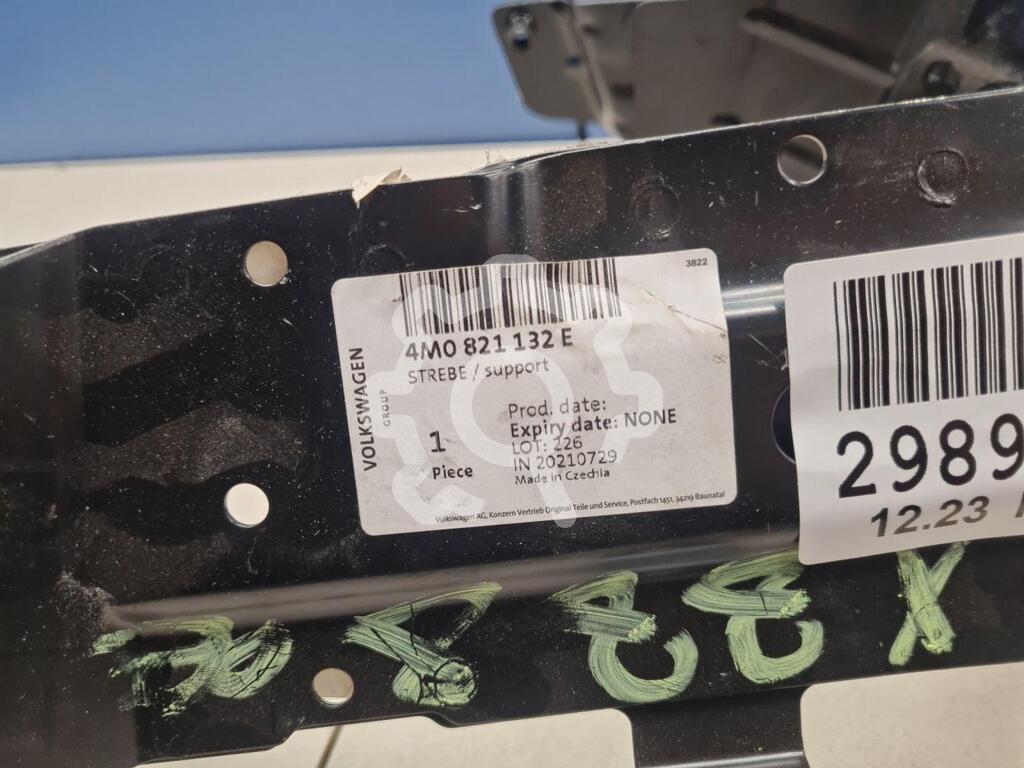 3822
4M0 821 132 E
STREBE / support
VOLKSWAGEN
GROUP
1
Piece
Prod. date:
Expiry date: NONE
LOT: 226
IN 20210729
Made in Czechia
Volkswagen AG, Konzern Vertrieb Original Teile und Service, Postfach 1451, 34219 Baunatal
2989
12.23